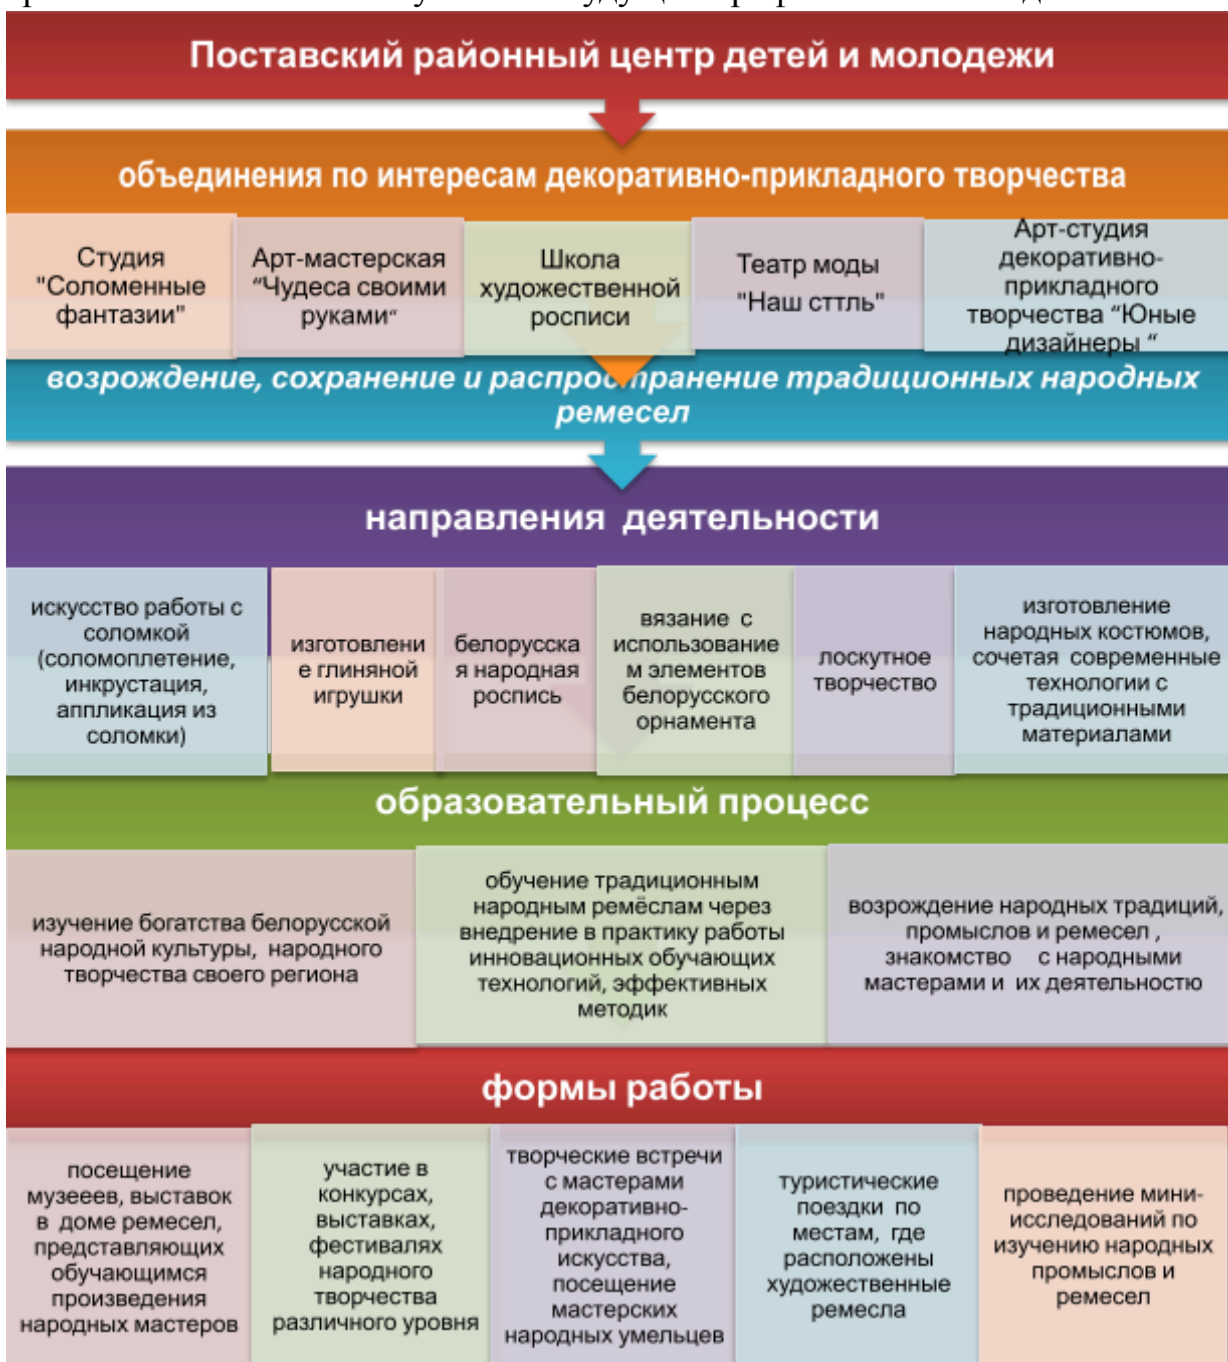 Поставский районный центр детей и молодежи
объединения по интересам декоративно-прикладного творчества
Студия
"Соломенные
фантазии"
Арт-мастерская
“Чудеса своими
руками“
Школа
художественной
росписи
Театр моды
"Наш сттль"
Арт-студия
декоративно-
прикладного
творчества “Юные
дизайнеры “
возрождение, сохранение и распространение традиционных народных
ремесел
направления деятельности
искусство работы с
соломкой
(соломоплетение,
инкрустация,
аппликация из
соломки)
изготовлени
е глиняной
игрушки
белорусска
я народная
роспись
вязание с
использование
м элементов
белорусского
орнамента
лоскутное
творчество
изготовление
народных костюмов,
сочетая современные
технологии с
традиционными
материалами
образовательный процесс
изучение богатства белорусской
народной культуры, народного
творчества своего региона
обучение традиционным
народным ремёслам через
внедрение в практику работы
инновационных обучающих
технологий, эффективных
методик
возрождение народных традиций,
промыслов и ремесел ,
знакомство с народными
мастерами и их деятельностю
формы работы
посещение
музееев, выставок
в доме ремесел,
представляющих
обучающимся
произведения
народных мастеров
участие в
конкурсах,
выставках,
фестивалях
народного
творчества
различного уровня
творческие встречи
с мастерами
декоративно-
прикладного
искусства,
посещение
мастерских
народных умельцев
туристические
поездки по
местам, где
расположены
художественные
ремесла
проведение мини-
исследований по
изучению народных
промыслов и
ремесел